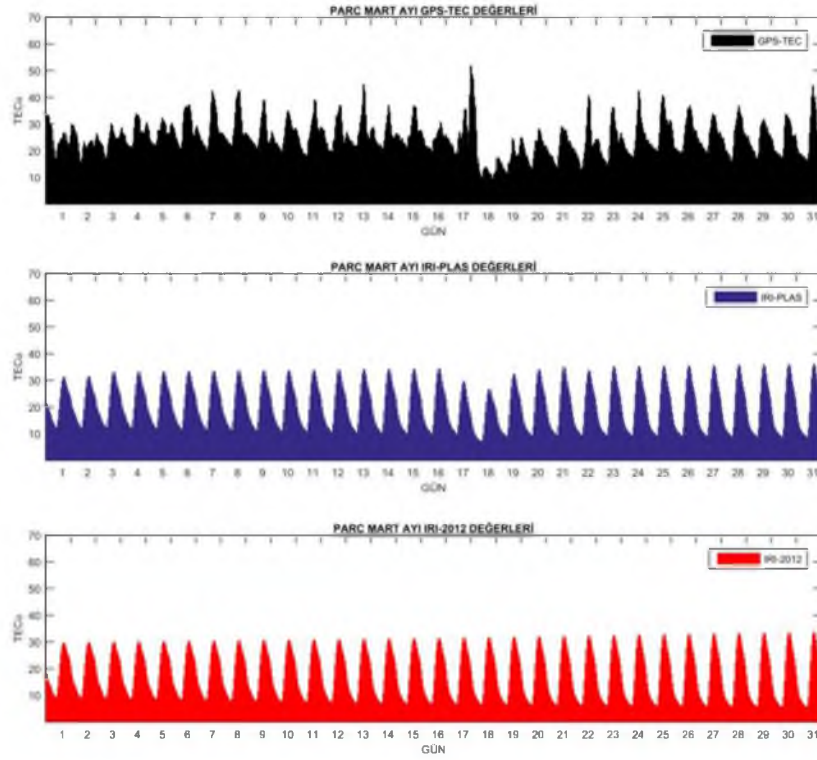 PARC MART AYI GPS-TEC DEĞERLERİ
70
60
50
40
30
20
10
TECu
GPS-TEC
1 2 3 4 5 6 7 8 9 10 11 12 13 14 15 16 17 18 19 20 21 22 23 24 25 26 27 28 29 30 31
GÜN
PARC MART AYI IRI-PLAS DEĞERLERİ
70
60
50
40
30
20
10
TECu
IRI-PLAS
1 2 3 4 5 6 7 8 9 10 11 12 13 14 15 16 17 18 19 20 21 22 23 24 25 26 27 28 29 30 31
GÜN
PARC MART AYI IRI-2012 DEĞERLERİ
70
60
50
40
30
20
10
TECu
IRI-2012
1 2 3 4 5 6 7 8 9 10 11 12 13 14 15 16 17 18 19 20 21 22 23 24 25 26 27 28 29 30 31
GÜN